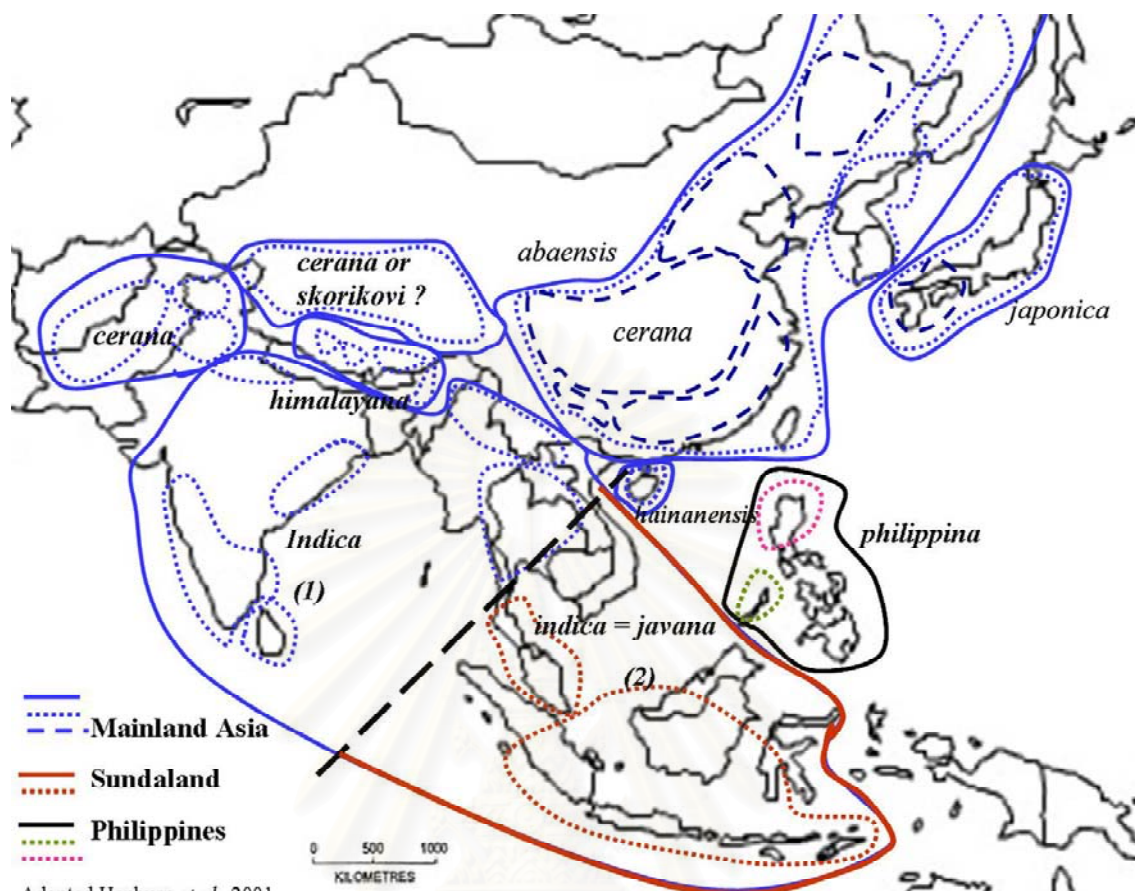 abaensis
cerana or
skorikovi ?
cerana
cerana
japonica
himalayana
hainanensis
philippina
Indica
(1)
indica = javana
(2)
Mainland Asia
Sundaland
Philippines
0 500 1000
KILOMETRES
2001